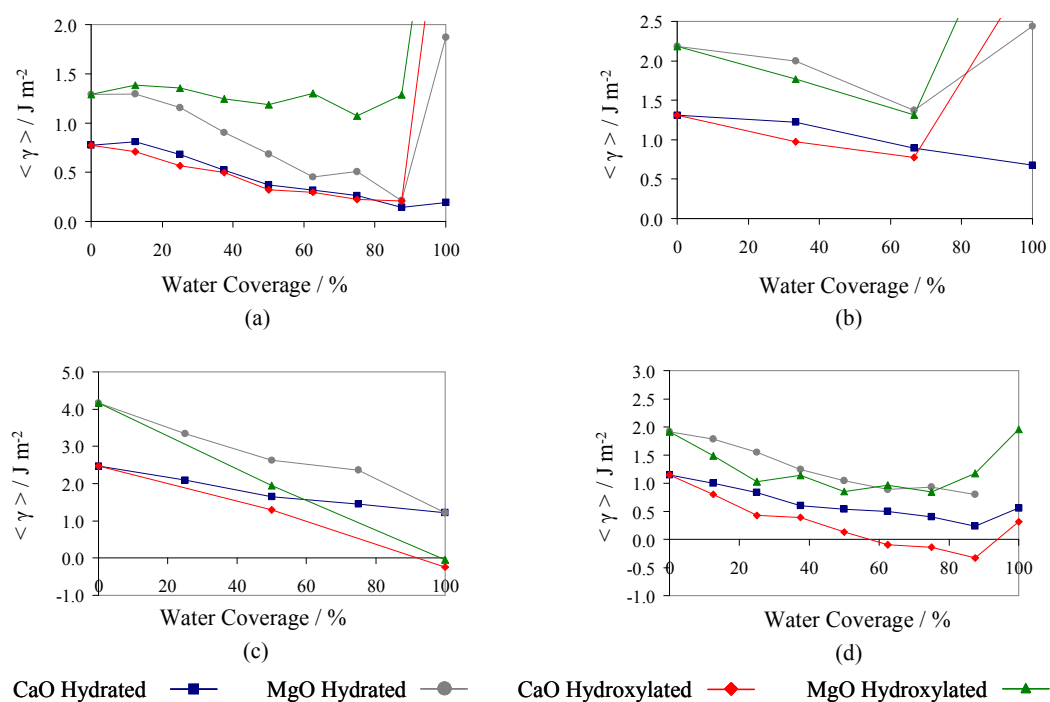 2.0
1.5
1.0
0.5
0.0
< γ > / J m-2
0 20 40 60 80 100
Water Coverage / %
(a)
2.5
2.0
1.5
1.0
0.5
0.0
< γ > / J m-2
0 20 40 60 80 100
Water Coverage / %
(b)
5.0
4.0
3.0
2.0
1.0
0.0
-1.0
< γ > / J m-2
0 20 40 60 80 100
Water Coverage / %
(c)
3.0
2.5
2.0
1.5
1.0
0.5
0.0
-0.5
-1.0
< γ > / J m-2
0 20 40 60 80 100
Water Coverage / %
(d)
CaO Hydrated MgO Hydrated CaO Hydroxylated MgO Hydroxylated